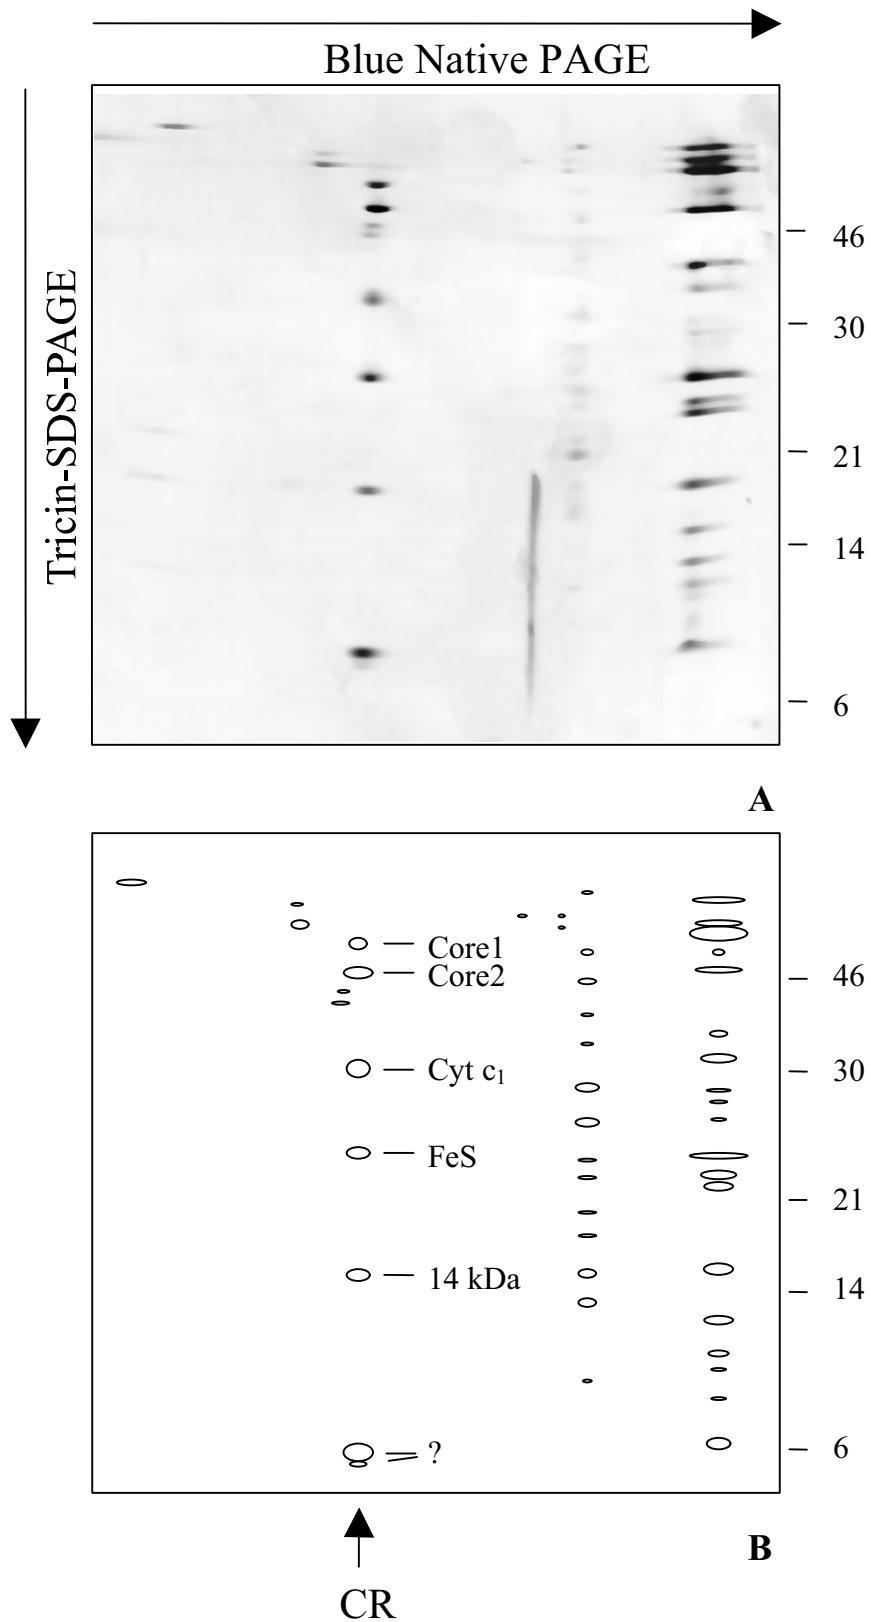 Blue Native PAGE
Tricin-SDS-PAGE
46
30
21
14
6
A
Core1
Core2
Cyt c₁
FeS
14 kDa
?
46
30
21
14
6
B
CR